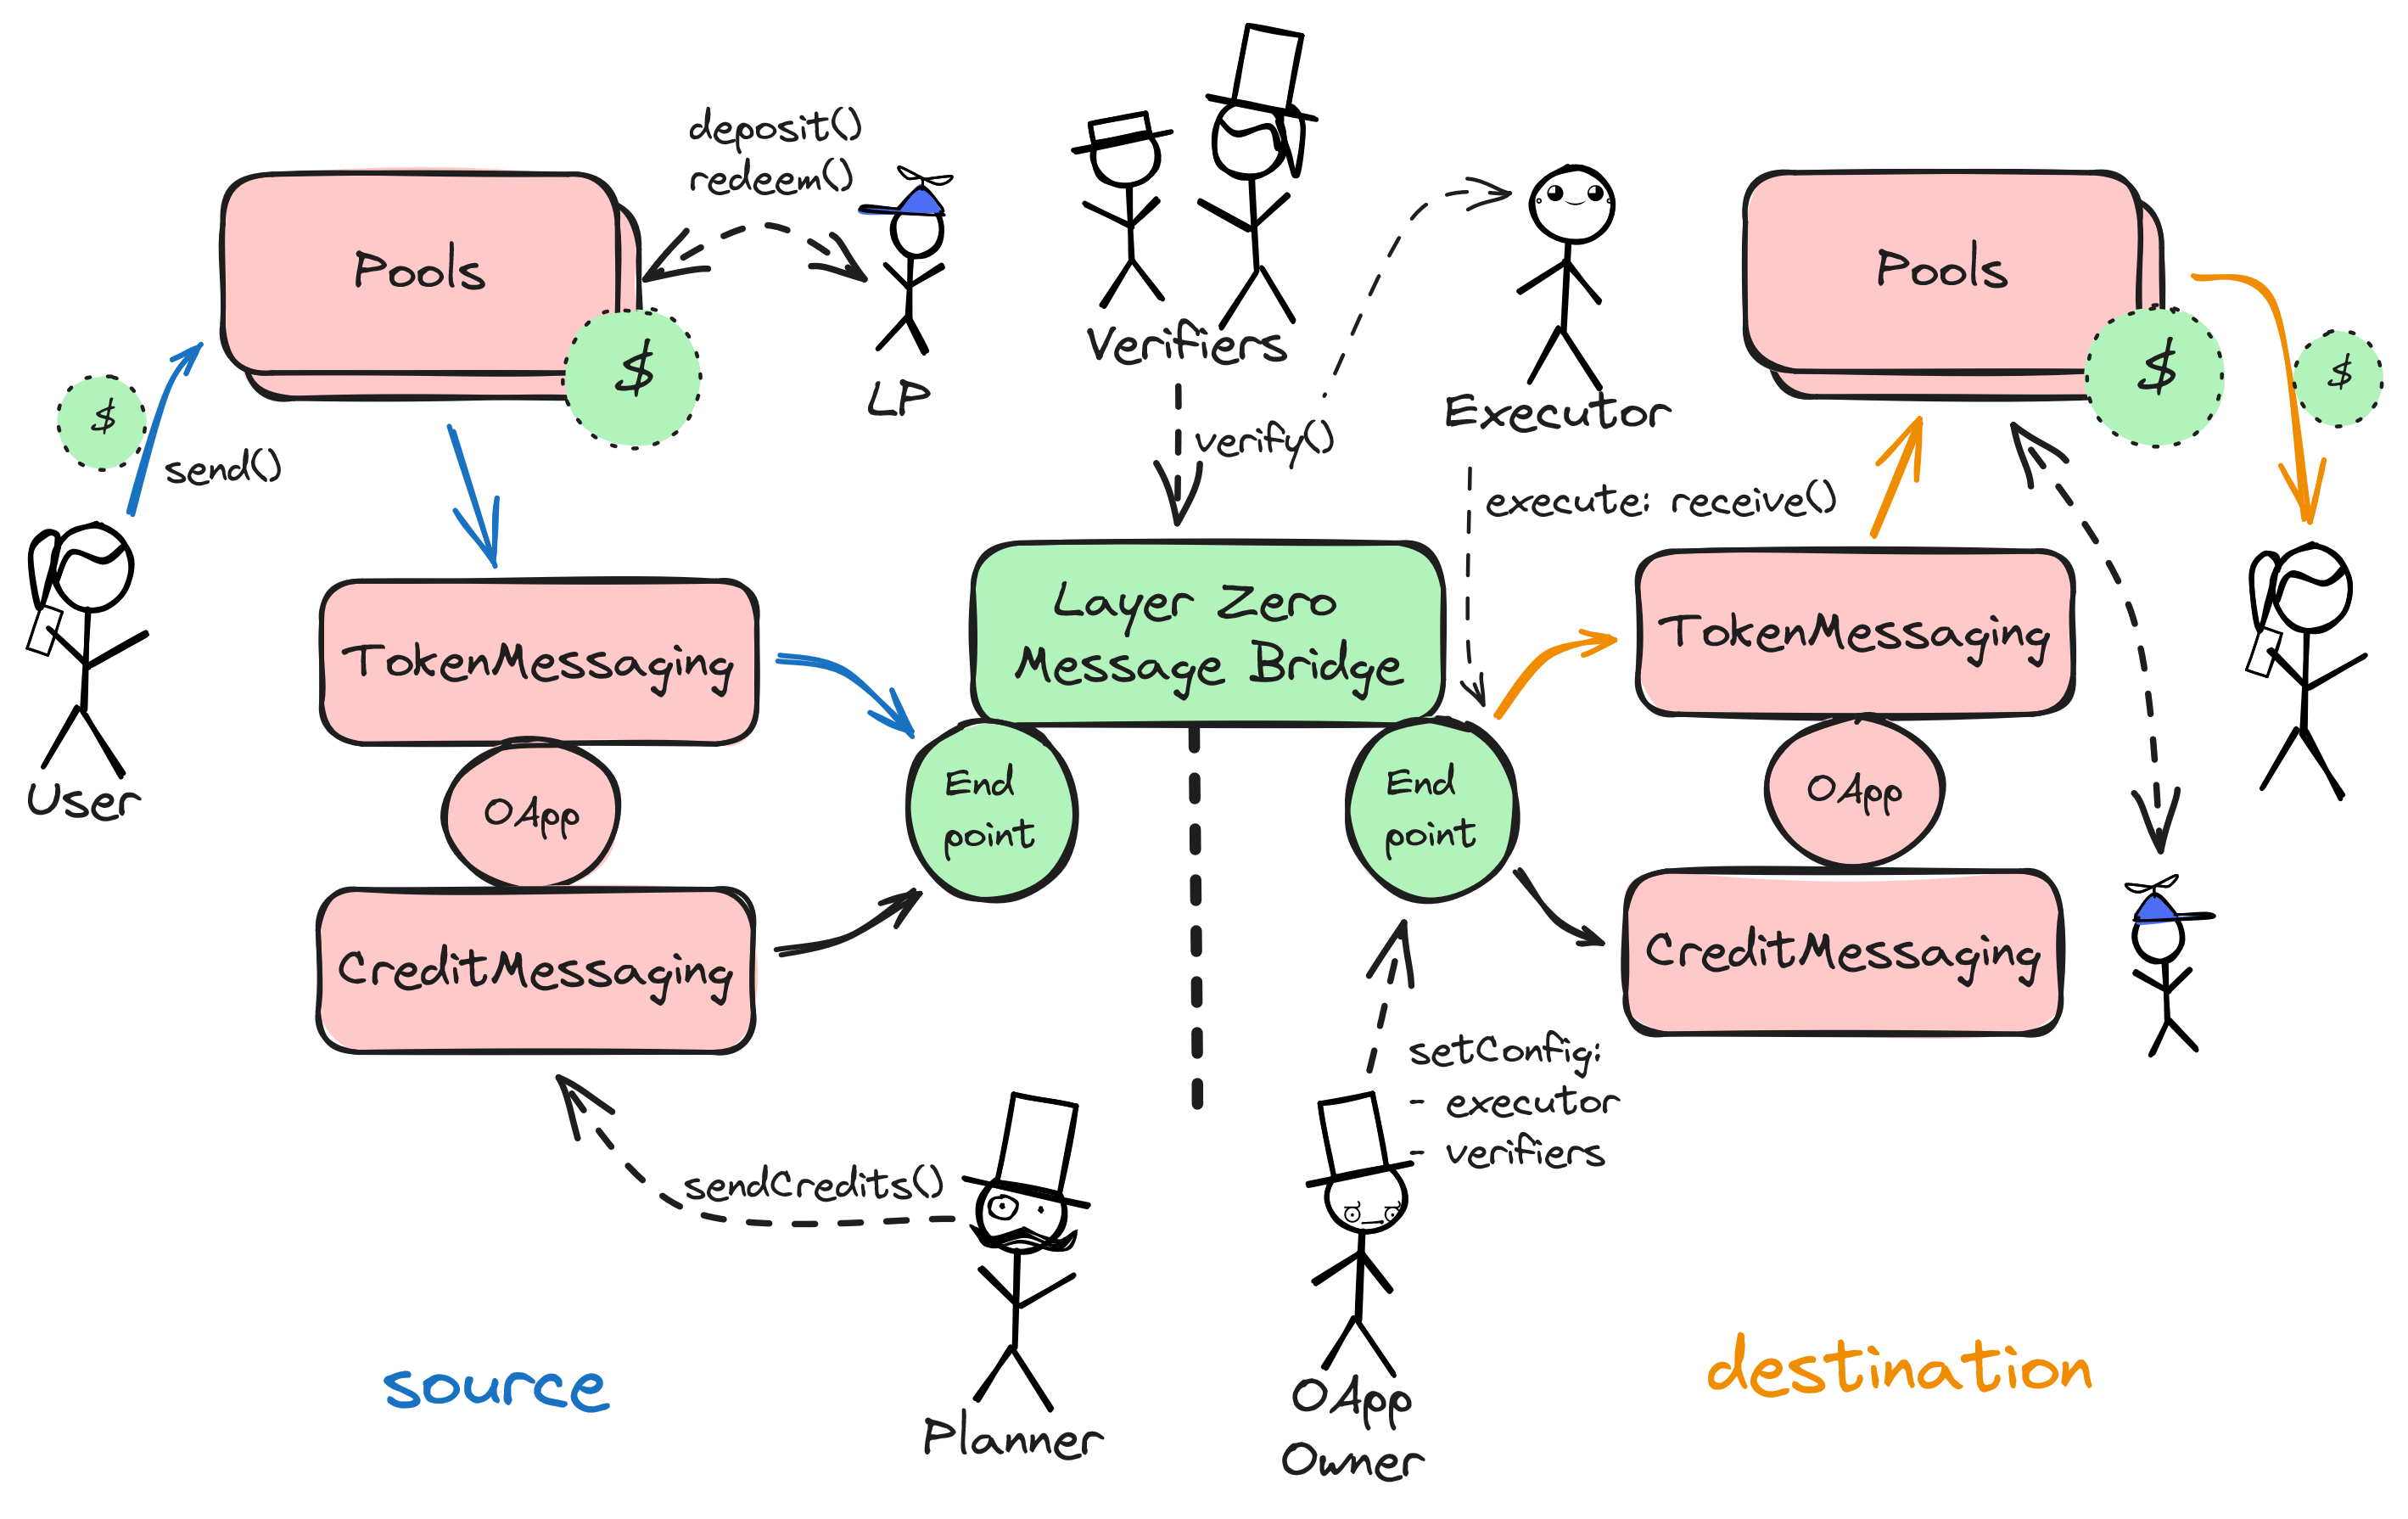 deposit()
redeem()
Pools
$
$
send()
User
LP
Verifiers
verify()
Executor
execute: receive()
Pools
$
$
TokenMessaging
OApp
CreditMessaging
Layer Zero
Message Bridge
End
point
End
point
TokenMessaging
OApp
CreditMessaging
sendCredits()
Planner
setConfig:
- executor
- verifiers
OApp
Owner
source
destination